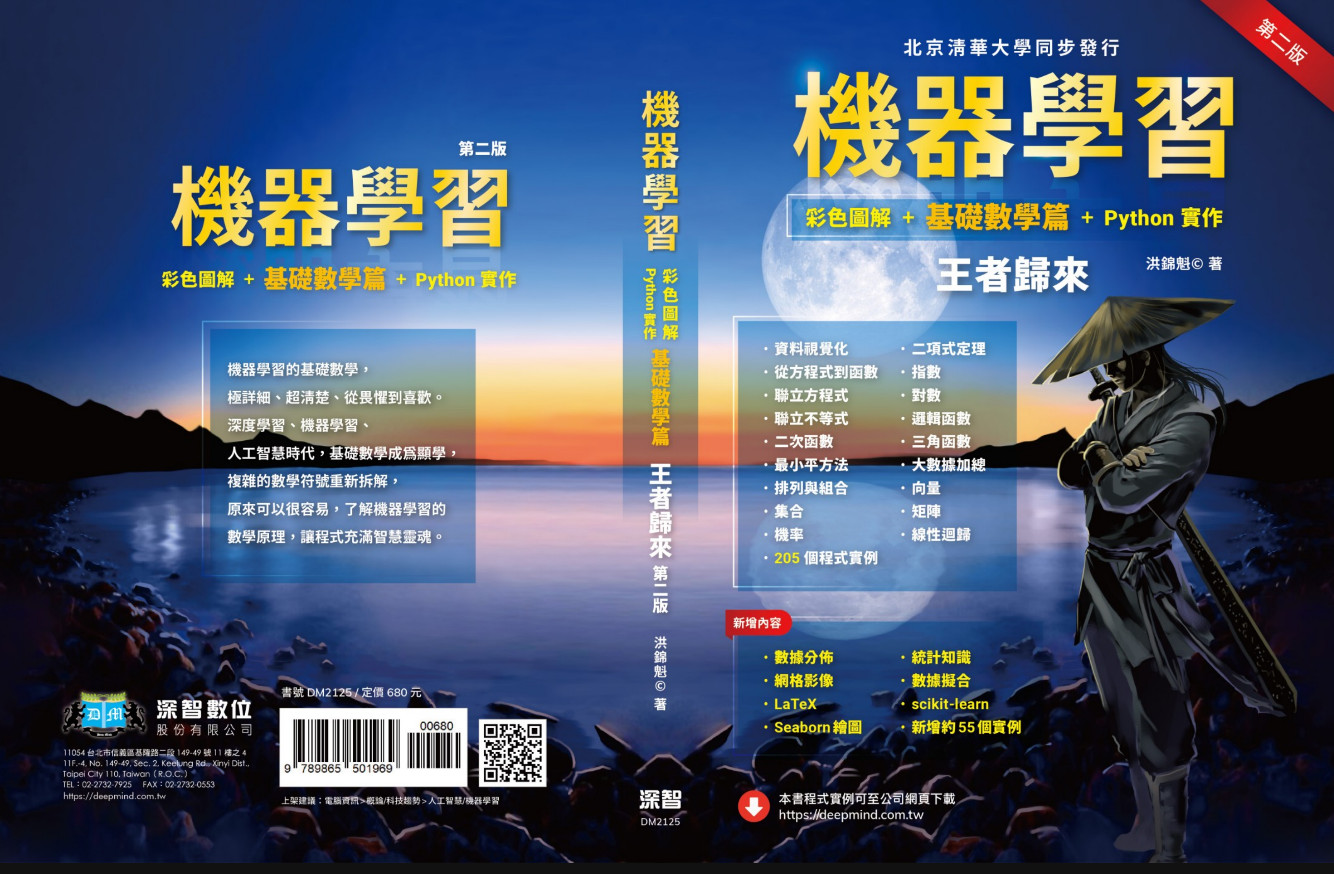 第二版
機器學習
彩色圖解 + 基礎數學篇 + Python 實作
機器學習的基礎數學，
極詳細、超清楚、從畏懼到喜歡。
深度學習、機器學習、
人工智慧時代，基礎數學成為顯學，
複雜的數學符號重新拆解，
原來可以很容易，了解機器學習的
數學原理，讓程式充滿智慧靈魂。
DM
深智數位
股份有限公司
11054 台北市信義區基隆路二段 149-49 號 11 樓之 4
11F.-4, No. 149-49, Sec. 2, Keelung Rd., Xinyi Dist.,
Taipei City 110, Taiwan (R.O.C.)
TEL：02-2732-7925 FAX：02-2732-0553
https://deepmind.com.tw
書號 DM2125 / 定價 680 元
00680
9 789865 501969
上架建議：電腦資訊>概論/科技趨勢>人工智慧/機器學習
機器學習
彩色圖解
Python 實作
基礎數學篇
王者歸來
第二版
洪錦魁© 著
深智
DM2125
第二版
北京清華大學同步發行
機器學習
彩色圖解 + 基礎數學篇 + Python 實作
王者歸來
洪錦魁© 著
· 資料視覺化
· 從方程式到函數
· 聯立方程式
· 聯立不等式
· 二次函數
· 最小平方法
· 排列與組合
· 集合
· 機率
· 205 個程式實例
· 二項式定理
· 指數
· 對數
· 邏輯函數
· 三角函數
· 大數據加總
· 向量
· 矩陣
· 線性迴歸
新增內容
· 數據分佈
· 網格影像
· LaTeX
· Seaborn 繪圖
· 統計知識
· 數據擬合
· scikit-learn
· 新增約 55 個實例
本書程式實例可至公司網頁下載
https://deepmind.com.tw